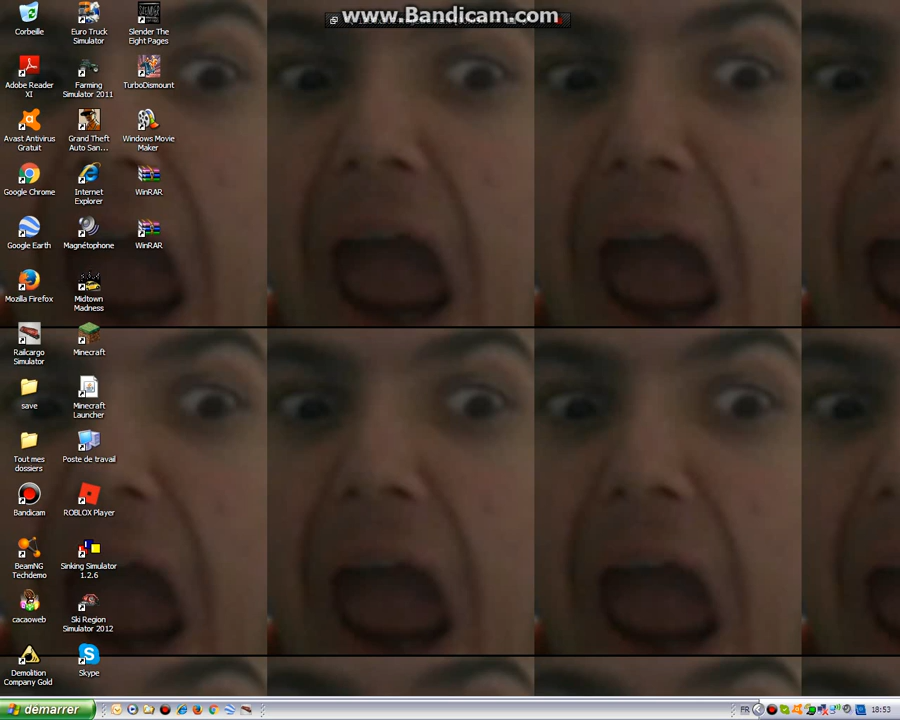 www.Bandicam.com
Corbeille
Euro Truck
Simulator
Slender The
Eight Pages
Adobe Reader
XI
Farming
Simulator 2011
TurboDismount
Avast Antivirus
Gratuit
Grand Theft
Auto San...
Windows Movie
Maker
Google Chrome
Internet
Explorer
WinRAR
Google Earth
Magnétophone
WinRAR
Mozilla Firefox
Midtown
Madness
Railcargo
Simulator
Minecraft
save
Minecraft
Launcher
Tout mes
dossiers
Poste de travail
Bandicam
ROBLOX Player
BeamNG
Techdemo
Sinking Simulator
1.2.6
cacaoweb
Ski Region
Simulator 2012
Demolition
Company Gold
Skype
démarrer
FR
18:53